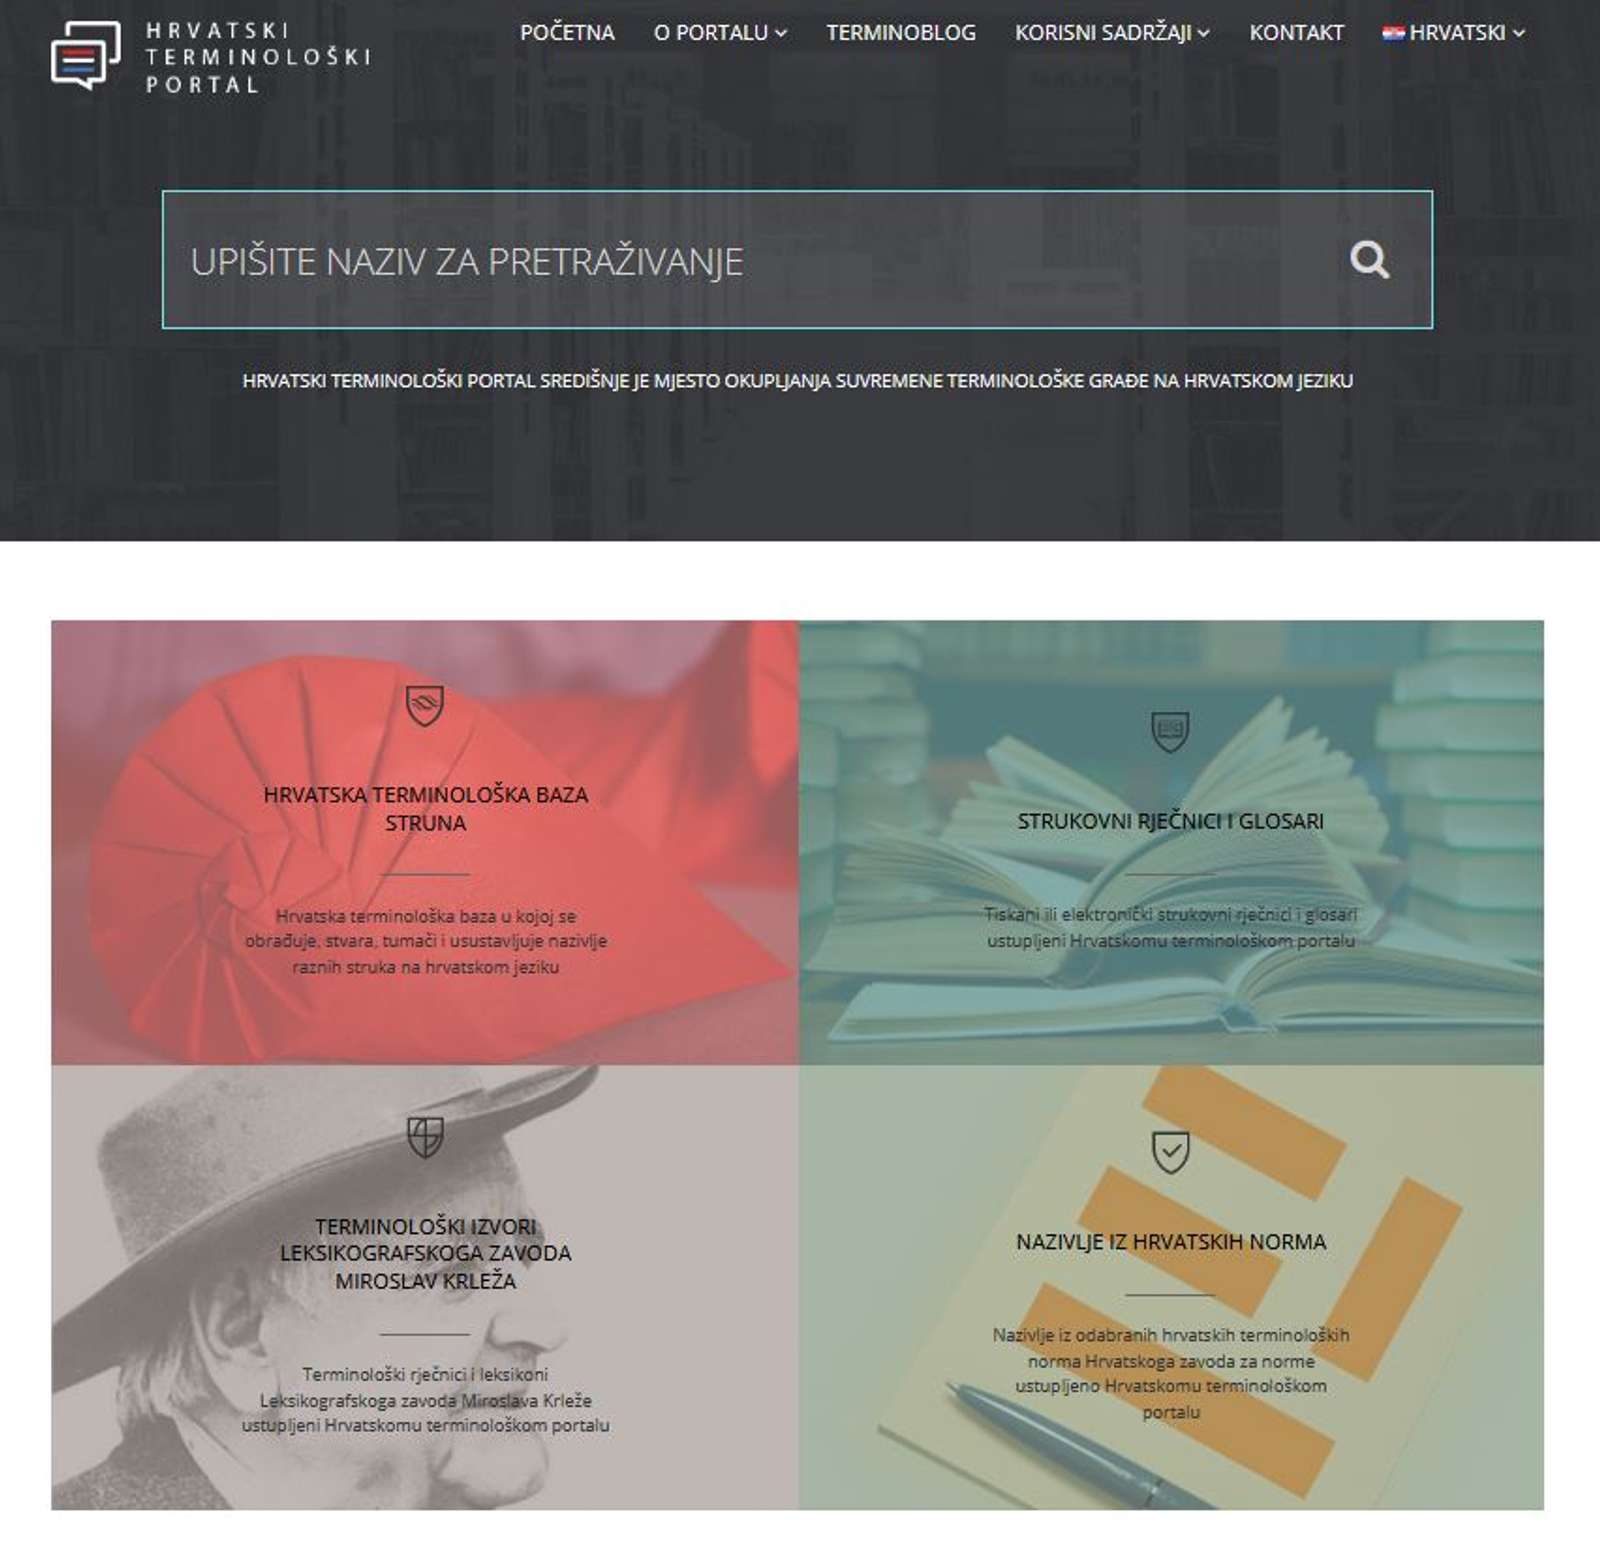 HRVATSKI
TERMINOLOŠKI
PORTAL
POČETNA O PORTALU TERMINOBLOG KORISNI SADRŽAJI KONTAKT HRVATSKI
UPIŠITE NAZIV ZA PRETRAŽIVANJE
HRVATSKI TERMINOLOŠKI PORTAL SREDIŠNJE JE MJESTO OKUPLJANJA SUVREMENE TERMINOLOŠKE GRAĐE NA HRVATSKOM JEZIKU
HRVATSKA TERMINOLOŠKA BAZA
STRUNA
Hrvatska terminološka baza u kojoj se
obrađuje, stvara, tumači i usustavljuje nazivlje
raznih struka na hrvatskom jeziku
STRUKOVNI RJEČNICI I GLOSARI
Tiskani ili elektronički strukovni rječnici i glosari
ustupljeni Hrvatskomu terminološkom portalu
TERMINOLOŠKI IZVORI
LEKSIKOGRAFSKOGA ZAVODA
MIROSLAV KRLEŽA
Terminološki rječnici i leksikoni
Leksikografskoga zavoda Miroslava Krleže
ustupljeni Hrvatskomu terminološkom portalu
NAZIVLJE IZ HRVATSKIH NORMA
Nazivlje iz odabranih hrvatskih terminoloških
norma Hrvatskoga zavoda za norme
ustupljeno Hrvatskomu terminološkom
portalu